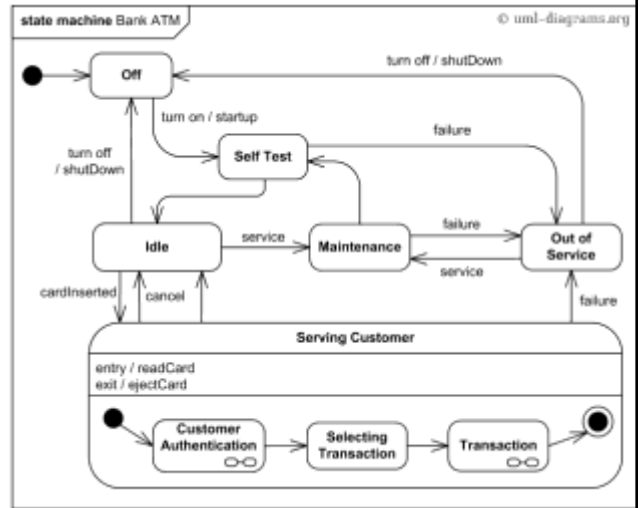 state machine Bank ATM
© uml-diagrams.org
Off
turn off / shutDown
turn on / startup
failure
turn off
/ shutDown
Self Test
Idle
service
Maintenance
failure
Out of
Service
service
cardInserted
cancel
failure
Serving Customer
entry / readCard
exit / ejectCard
Customer
Authentication
Selecting
Transaction
Transaction